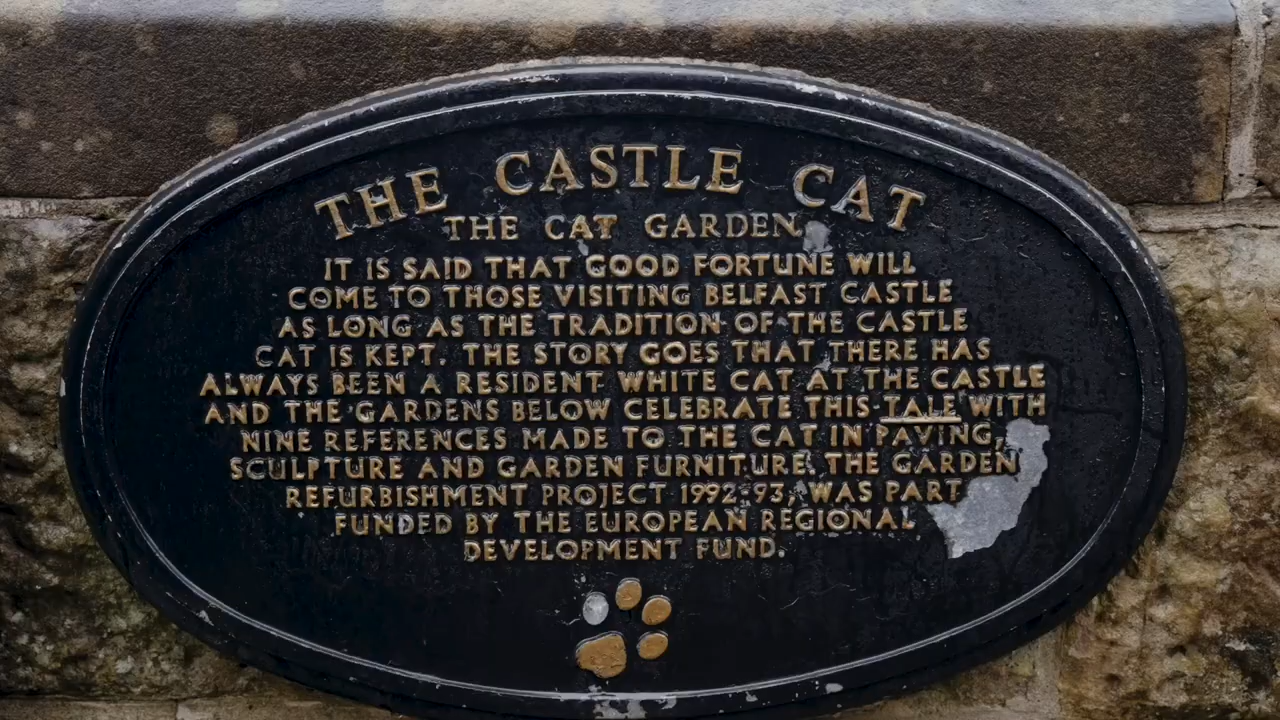 THE CASTLE CAT
THE CAT GARDEN
IT IS SAID THAT GOOD FORTUNE WILL
COME TO THOSE VISITING BELFAST CASTLE
AS LONG AS THE TRADITION OF THE CASTLE
CAT IS KEPT. THE STORY GOES THAT THERE HAS
ALWAYS BEEN A RESIDENT WHITE CAT AT THE CASTLE
AND THE GARDENS BELOW CELEBRATE THIS TALE WITH
NINE REFERENCES MADE TO THE CAT IN PAVING,
SCULPTURE AND GARDEN FURNITURE. THE GARDEN
REFURBISHMENT PROJECT 1992-93, WAS PART
FUNDED BY THE EUROPEAN REGIONAL
DEVELOPMENT FUND.